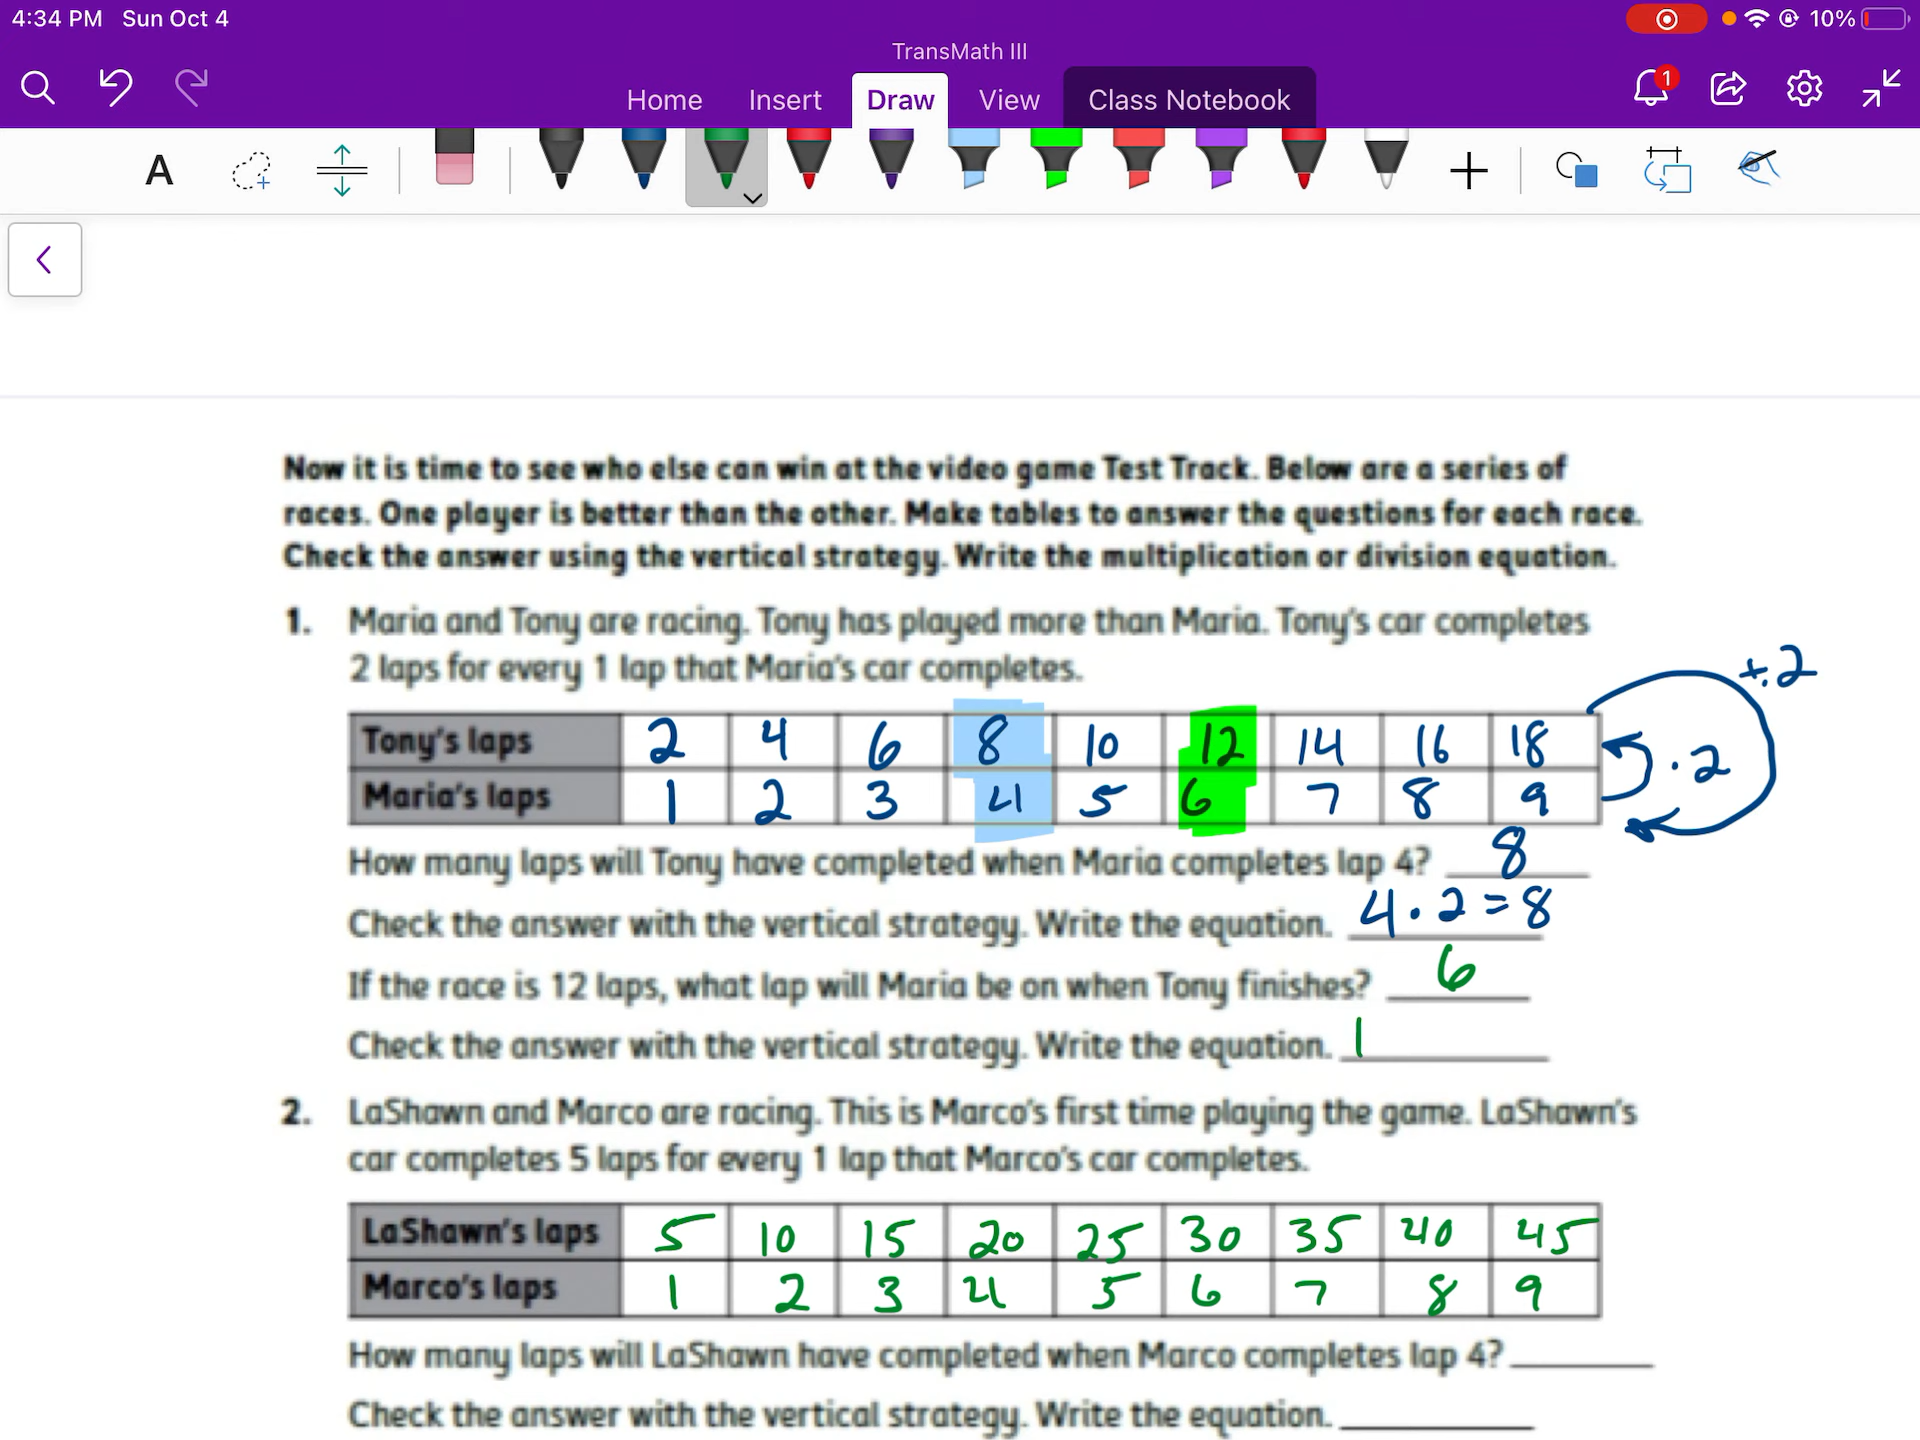 4:34 PM Sun Oct 4
10%
TransMath III
Home Insert Draw View Class Notebook
1
A
Now it is time to see who else can win at the video game Test Track. Below are a series of
races. One player is better than the other. Make tables to answer the questions for each race.
Check the answer using the vertical strategy. Write the multiplication or division equation.
1. Maria and Tony are racing. Tony has played more than Maria. Tony's car completes
2 laps for every 1 lap that Maria's car completes.
÷2
Tony's laps 2 4 6 8 10 12 14 16 18
· 2
Maria's laps 1 2 3 4 5 6 7 8 9
How many laps will Tony have completed when Maria completes lap 4? 8
Check the answer with the vertical strategy. Write the equation. 4 · 2 = 8
If the race is 12 laps, what lap will Maria be on when Tony finishes? 6
Check the answer with the vertical strategy. Write the equation. 1
2. LaShawn and Marco are racing. This is Marco's first time playing the game. LaShawn's
car completes 5 laps for every 1 lap that Marco's car completes.
LaShawn's laps 5 10 15 20 25 30 35 40 45
Marco's laps 1 2 3 4 5 6 7 8 9
How many laps will LaShawn have completed when Marco completes lap 4?
Check the answer with the vertical strategy. Write the equation.